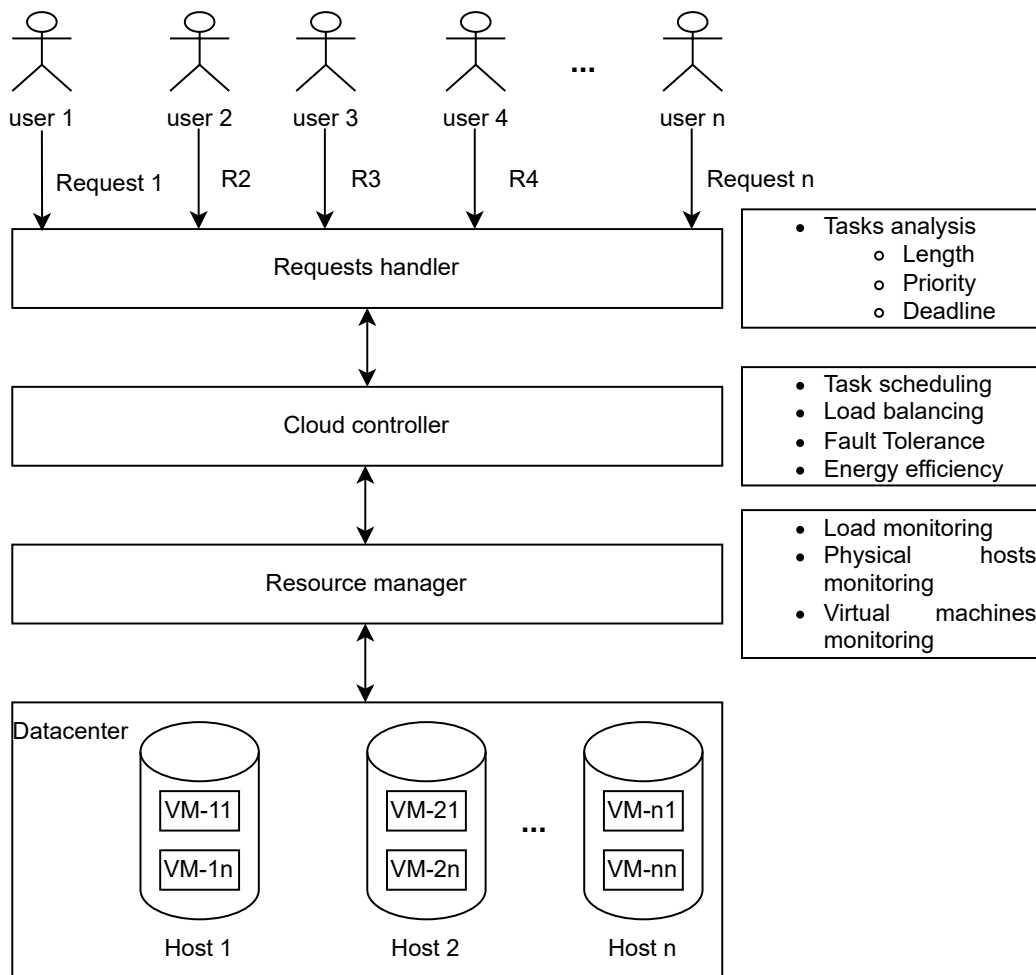 ...
user 1
user 2
user 3
user 4
user n
Request 1
R2
R3
R4
Request n
Requests handler
• Tasks analysis
o Length
o Priority
o Deadline
Cloud controller
• Task scheduling
• Load balancing
• Fault Tolerance
• Energy efficiency
Resource manager
• Load monitoring
• Physical hosts
monitoring
• Virtual machines
monitoring
Datacenter
VM-11
VM-21
...
VM-n1
VM-1n
VM-2n
VM-nn
Host 1
Host 2
Host n